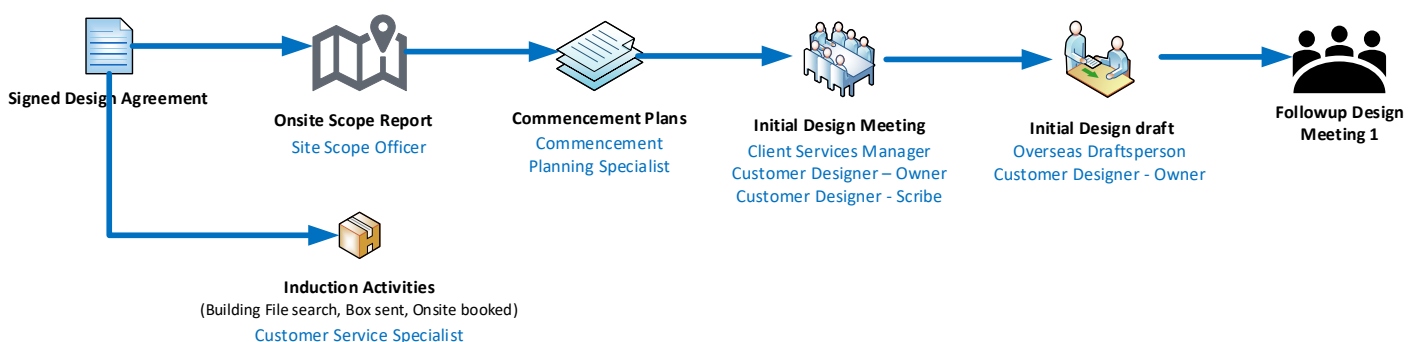 Signed Design Agreement
Onsite Scope Report
Site Scope Officer
Commencement Plans
Commencement
Planning Specialist
Initial Design Meeting
Client Services Manager
Customer Designer – Owner
Customer Designer - Scribe
Initial Design draft
Overseas Draftsperson
Customer Designer - Owner
Followup Design
Meeting 1
Induction Activities
(Building File search, Box sent, Onsite booked)
Customer Service Specialist